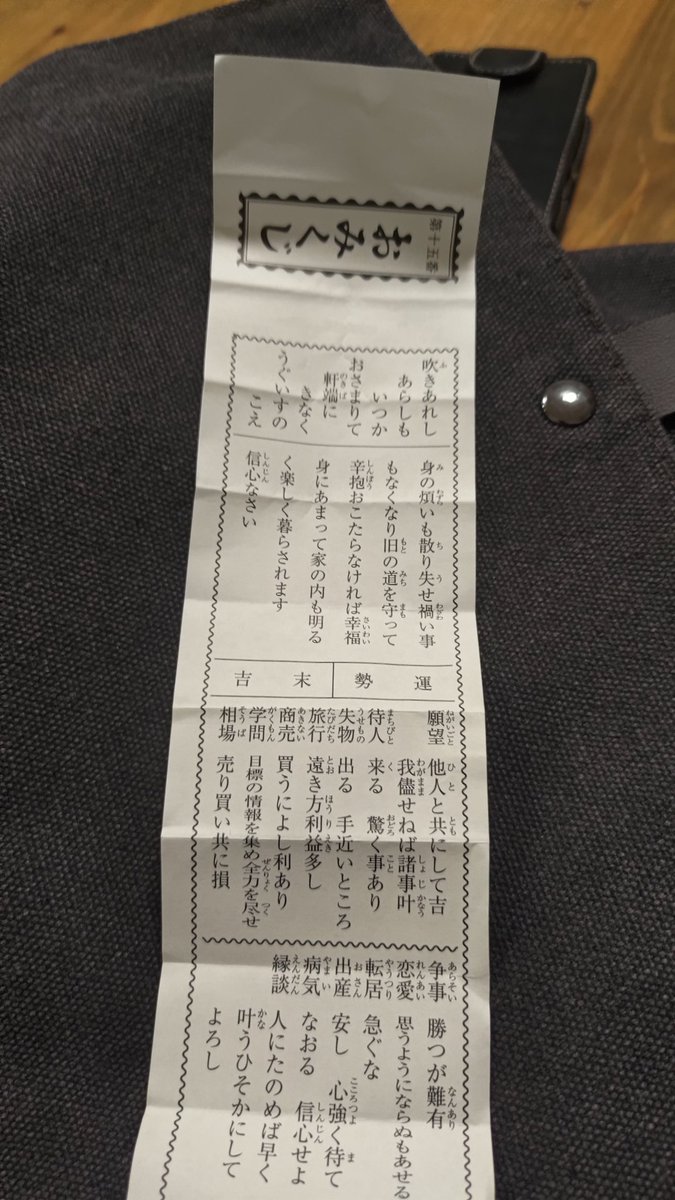 第十五番
おみくじ
吹きあれし
あらしも
いつか
おさまりて
軒端に
きなく
うぐいすの
こえ
身の煩いも散り失せ禍い事
もなくなり旧の道を守って
辛抱おこたらなければ幸福
身にあまって家の内も明る
く楽しく暮らされます
信心なさい
運勢 末吉
願望 他人と共にして吉
我儘せねば諸事叶
待人 来る 驚く事あり
失物 出る 手近いところ
旅行 遠き方利益多し
商売 買うによし利あり
学問 目標の情報を集め全力を尽せ
相場 売り買い共に損
争事 勝つが難有
恋愛 思うようにならぬもあせる
転居 急ぐな
出産 安し 心強く待て
病気 なおる 信心せよ
縁談 人にたのめば早く
叶うひそかにして
よろし